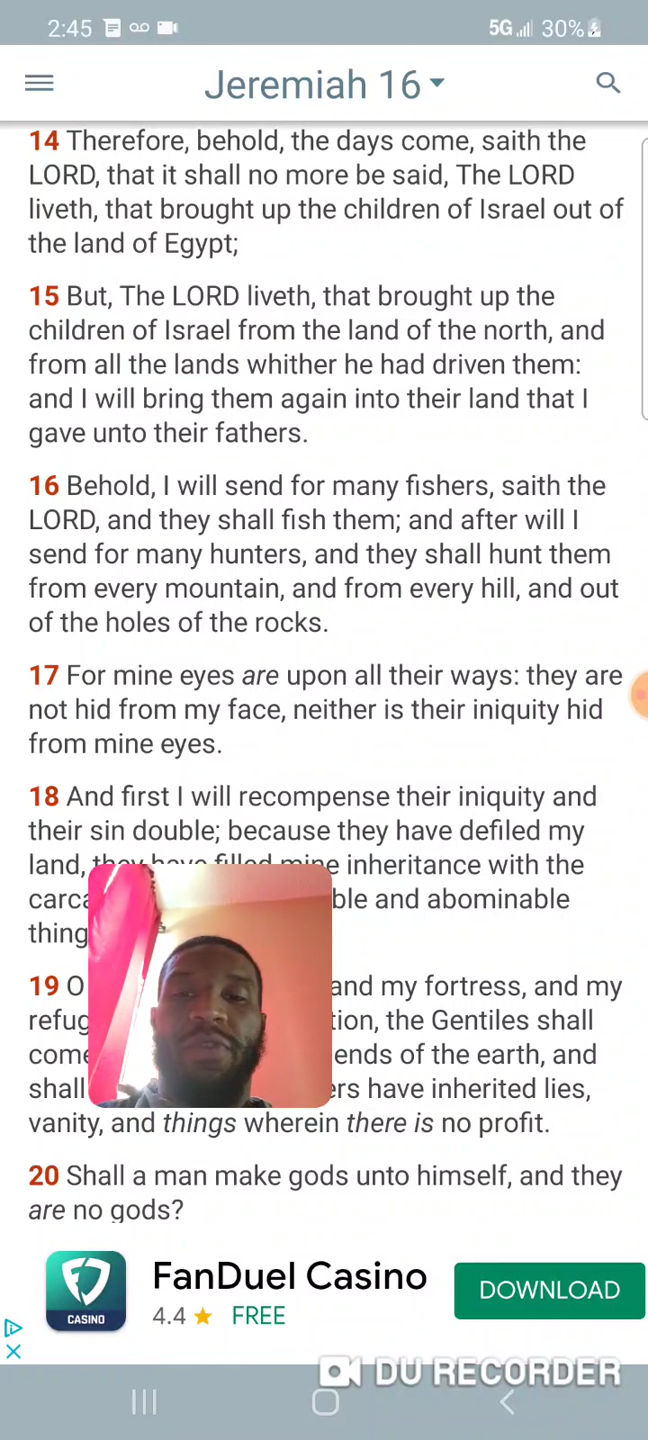 2:45 5G 30%
Jeremiah 16
14 Therefore, behold, the days come, saith the
LORD, that it shall no more be said, The LORD
liveth, that brought up the children of Israel out of
the land of Egypt;
15 But, The LORD liveth, that brought up the
children of Israel from the land of the north, and
from all the lands whither he had driven them:
and I will bring them again into their land that I
gave unto their fathers.
16 Behold, I will send for many fishers, saith the
LORD, and they shall fish them; and after will I
send for many hunters, and they shall hunt them
from every mountain, and from every hill, and out
of the holes of the rocks.
17 For mine eyes are upon all their ways: they are
not hid from my face, neither is their iniquity hid
from mine eyes.
18 And first I will recompense their iniquity and
their sin double; because they have defiled my
land, they have filled mine inheritance with the
and abominable
19 O and my fortress, and my
the Gentiles shall
come ends of the earth, and
shall have inherited lies,
vanity, and things wherein there is no profit.
20 Shall a man make gods unto himself, and they
are no gods?
FanDuel Casino
DOWNLOAD
4.4 FREE
CASINO
DU RECORDER